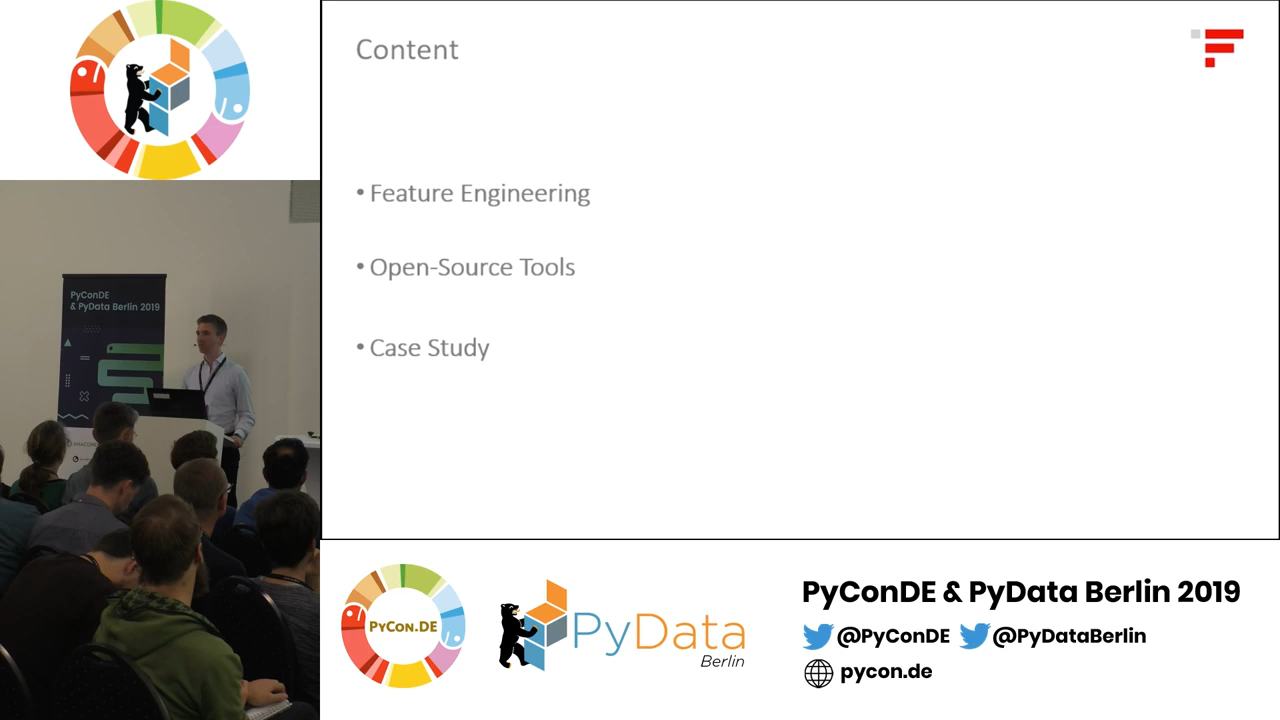 Content
• Feature Engineering
• Open-Source Tools
• Case Study
PyConDE
& PyData Berlin 2019
PyCon.DE
PyData
Berlin
PyConDE & PyData Berlin 2019
@PyConDE @PyDataBerlin
pycon.de